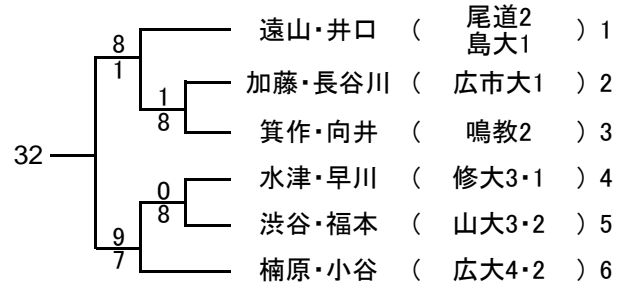 遠山・井口 ( 尾道2 島大1 ) 1
8
1
加藤・長谷川 ( 広市大1 ) 2
1
8
箕作・向井 ( 鳴教2 ) 3
32
水津・早川 ( 修大3・1 ) 4
0
8
渋谷・福本 ( 山大3・2 ) 5
9
7
楠原・小谷 ( 広大4・2 ) 6